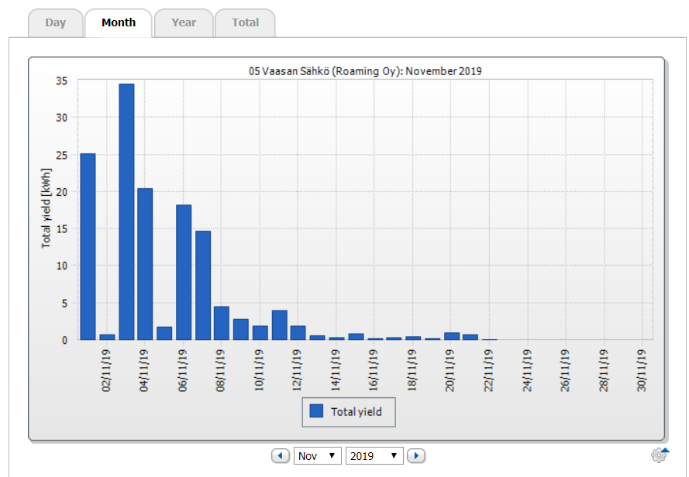 Day Month Year Total
05 Vaasan Sähkö (Roaming Oy): November 2019
Total yield [kWh]
35
30
25
20
15
10
5
0
02/11/19 04/11/19 06/11/19 08/11/19 10/11/19 12/11/19 14/11/19 16/11/19 18/11/19 20/11/19 22/11/19 24/11/19 26/11/19 28/11/19 30/11/19
Total yield
Nov 2019